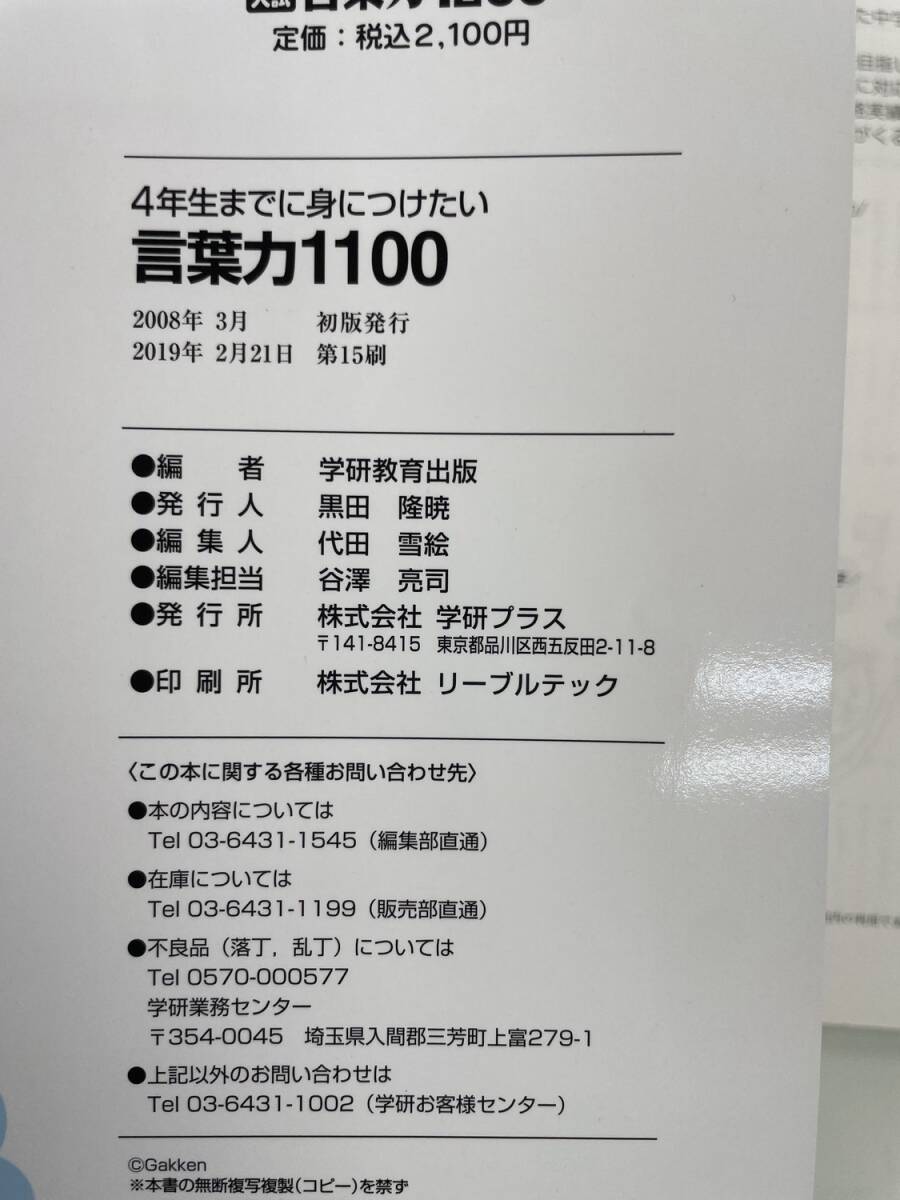 定価：税込2,100円
4年生までに身につけたい
言葉力1100
2008年 3月 初版発行
2019年 2月21日 第15刷
●編 者 学研教育出版
●発 行 人 黒田 隆暁
●編 集 人 代田 雪絵
●編集担当 谷澤 亮司
●発 行 所 株式会社 学研プラス
〒141-8415 東京都品川区西五反田2-11-8
●印 刷 所 株式会社 リーブルテック
〈この本に関する各種お問い合わせ先〉
●本の内容については
Tel 03-6431-1545（編集部直通）
●在庫については
Tel 03-6431-1199（販売部直通）
●不良品（落丁，乱丁）については
Tel 0570-000577
学研業務センター
〒354-0045 埼玉県入間郡三芳町上富279-1
●上記以外のお問い合わせは
Tel 03-6431-1002（学研お客様センター）
©Gakken
※本書の無断複写複製（コピー）を禁ず